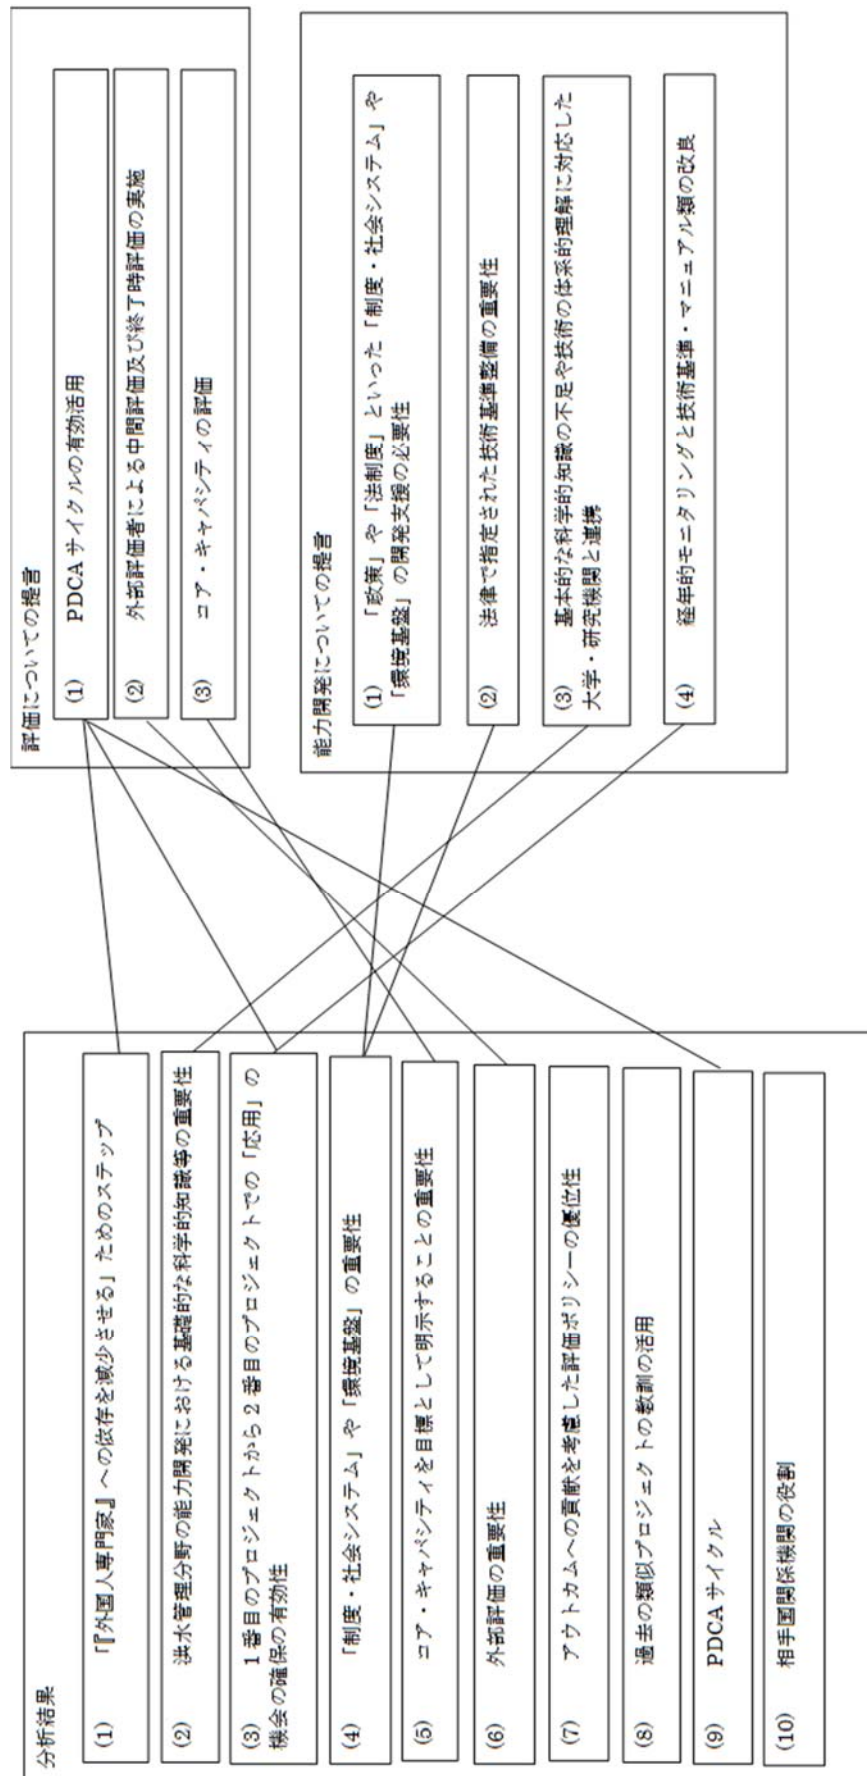 分析結果
(1) 「『外国人専門家』への依存を減少させる」ためのステップ
(2) 洪水管理分野の能力開発における基礎的な科学的知識等の重要性
(3) 1番目のプロジェクトから2番目のプロジェクトでの「応用」の
機会の確保の有効性
(4) 「制度・社会システム」や「環境基盤」の重要性
(5) コア・キャパシティを目標として明示することの重要性
(6) 外部評価の重要性
(7) アウトカムへの貢献を考慮した評価ポリシーの優位性
(8) 過去の類似プロジェクトの教訓の活用
(9) PDCAサイクル
(10) 相手国関係機関の役割
評価についての提言
(1) PDCAサイクルの有効活用
(2) 外部評価者による中間評価及び終了時評価の実施
(3) コア・キャパシティの評価
能力開発についての提言
(1) 「政策」や「法制度」といった「制度・社会システム」や
「環境基盤」の開発支援の必要性
(2) 法律で指定された技術基準整備の重要性
(3) 基本的な科学的知識の不足や技術の体系的理解に対応した
大学・研究機関と連携
(4) 経年的モニタリングと技術基準・マニュアル類の改良